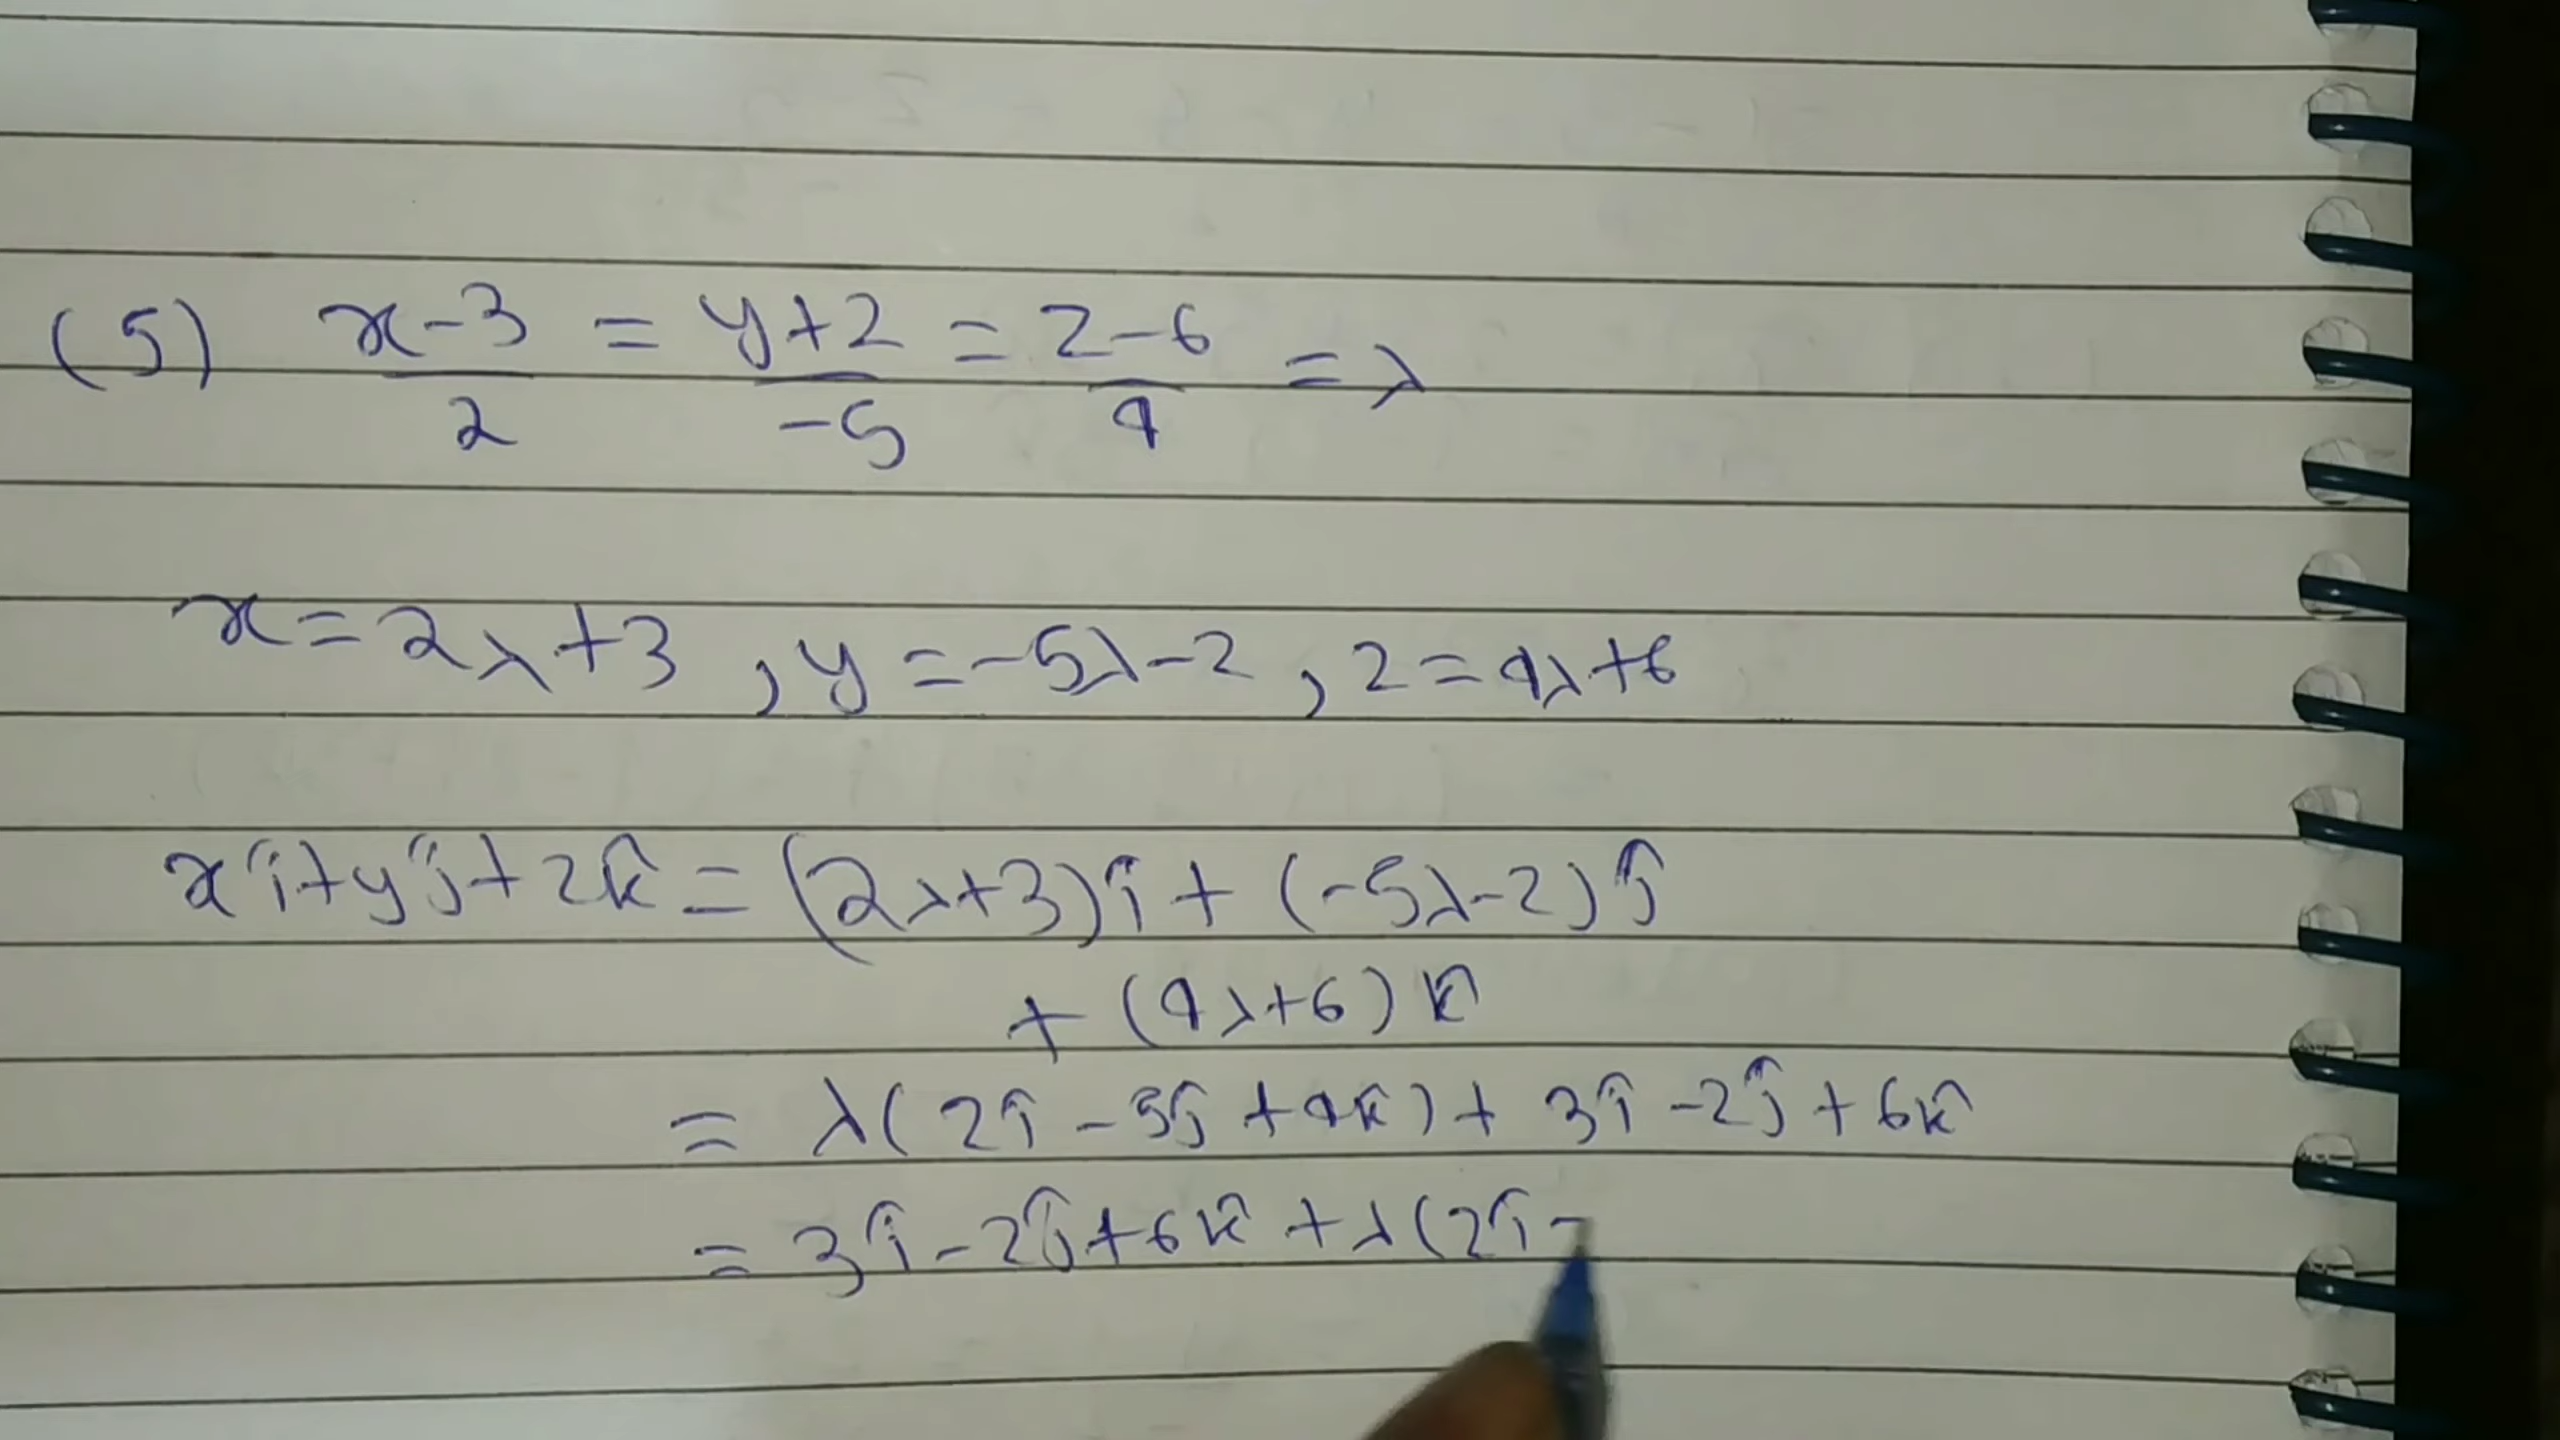 (5) x-3/2 = y+2/-5 = z-6/4 = λ
x = 2λ+3 , y = -5λ-2 , z = 4λ+6
xî+yĵ+zk̂ = (2λ+3)î + (-5λ-2)ĵ
+ (4λ+6) k̂
= λ(2î - 5ĵ + 4k̂) + 3î - 2ĵ + 6k̂
= 3î - 2ĵ + 6k̂ + λ(2î -